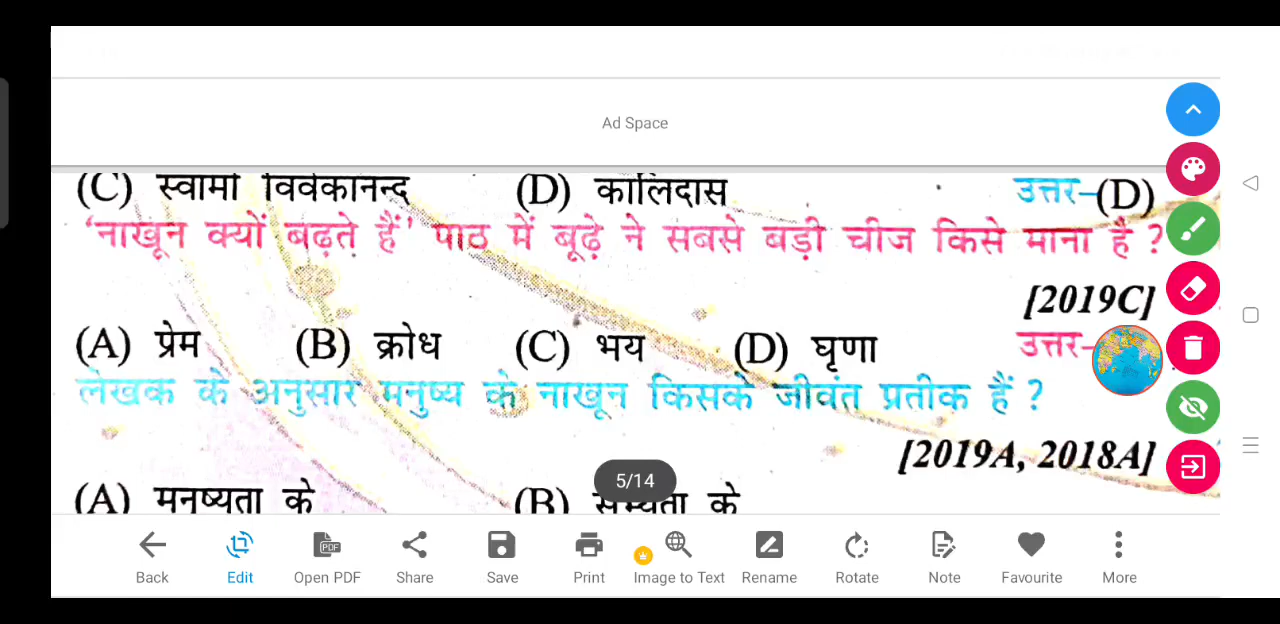 Ad Space
(C) स्वामी विवेकानन्द (D) कालिदास उत्तर–(D)
‘नाखून क्यों बढ़ते हैं’ पाठ में बूढ़े ने सबसे बड़ी चीज किसे माना है ?
[2019C]
(A) प्रेम (B) क्रोध (C) भय (D) घृणा उत्तर–
लेखक के अनुसार मनुष्य के नाखून किसके जीवंत प्रतीक हैं ?
[2019A, 2018A]
(A) मनुष्यता के (B) सभ्यता के
5/14
Back Edit Open PDF Share Save Print Image to Text Rename Rotate Note Favourite More
PDF